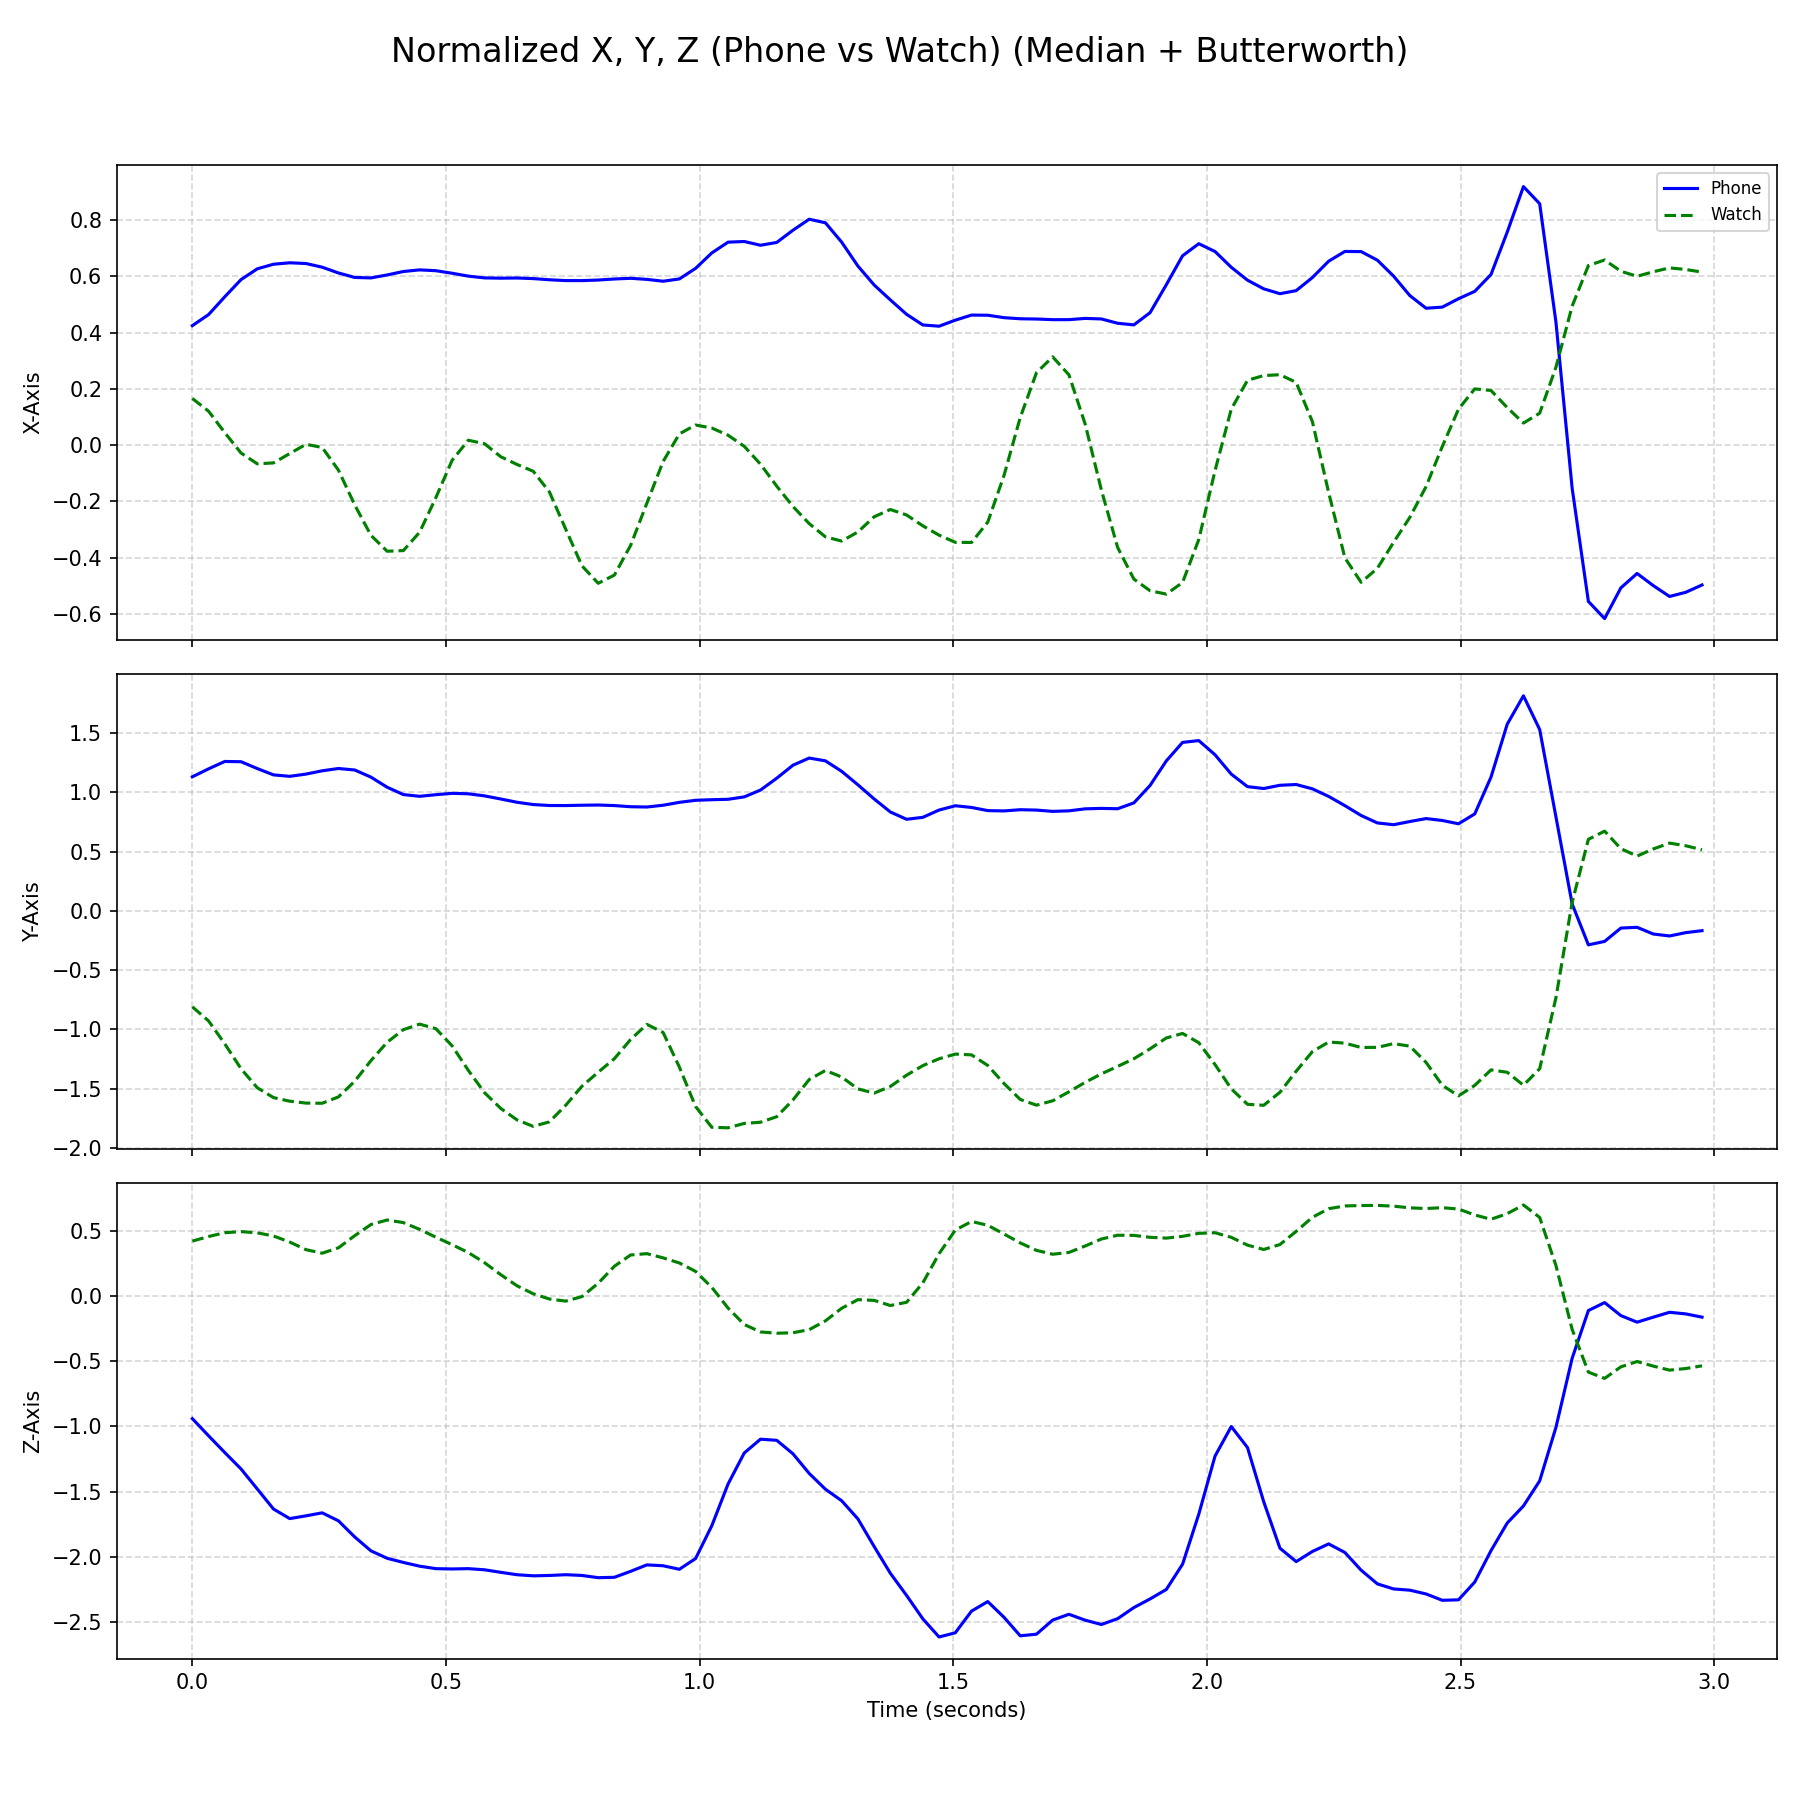 Normalized X, Y, Z (Phone vs Watch) (Median + Butterworth)
Phone
Watch
0.8
0.6
0.4
0.2
0.0
−0.2
−0.4
−0.6
X-Axis
1.5
1.0
0.5
0.0
−0.5
−1.0
−1.5
−2.0
Y-Axis
0.5
0.0
−0.5
−1.0
−1.5
−2.0
−2.5
Z-Axis
0.0 0.5 1.0 1.5 2.0 2.5 3.0
Time (seconds)